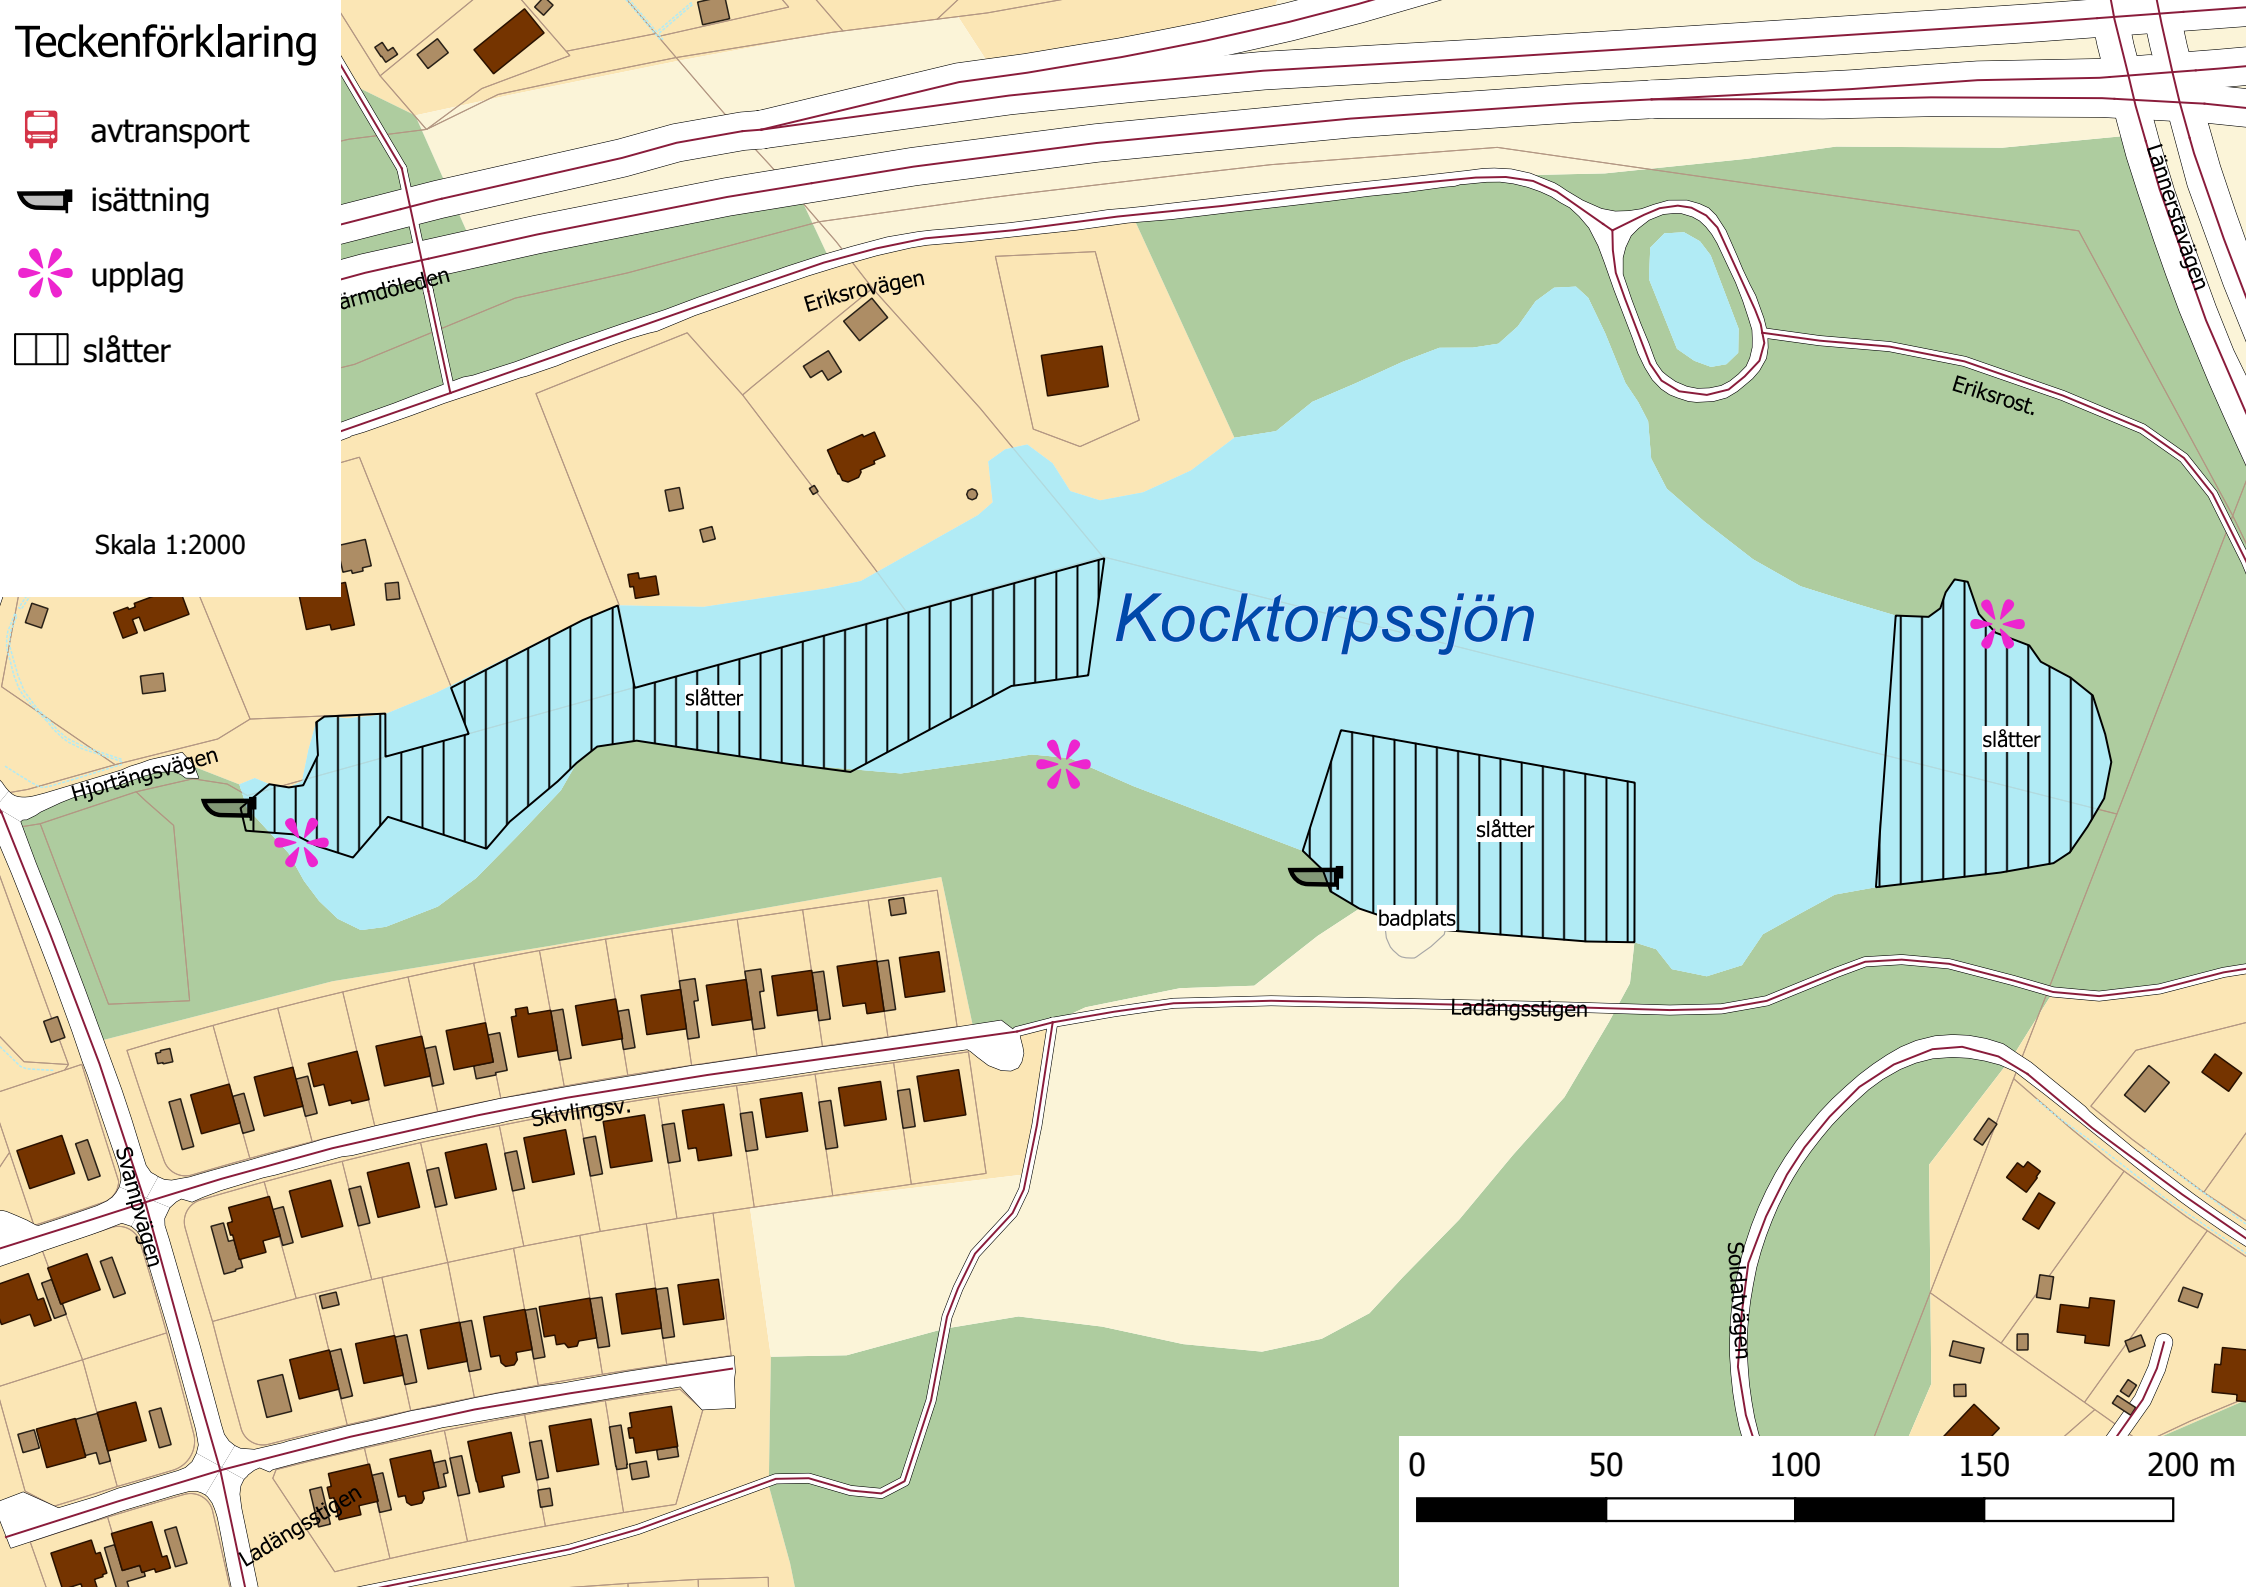 Teckenförklaring
avtransport
isättning
upplag
slåtter
Skala 1:2000
ärmdöleden
Eriksrovägen
Lännerstavägen
Eriksrost.
Kocktorpssjön
slåtter
slåtter
slåtter
badplats
Hjortängsvägen
Ladängsstigen
Skivlingsv.
Svampvägen
Soldatvägen
Ladängsstigen
0 50 100 150 200 m